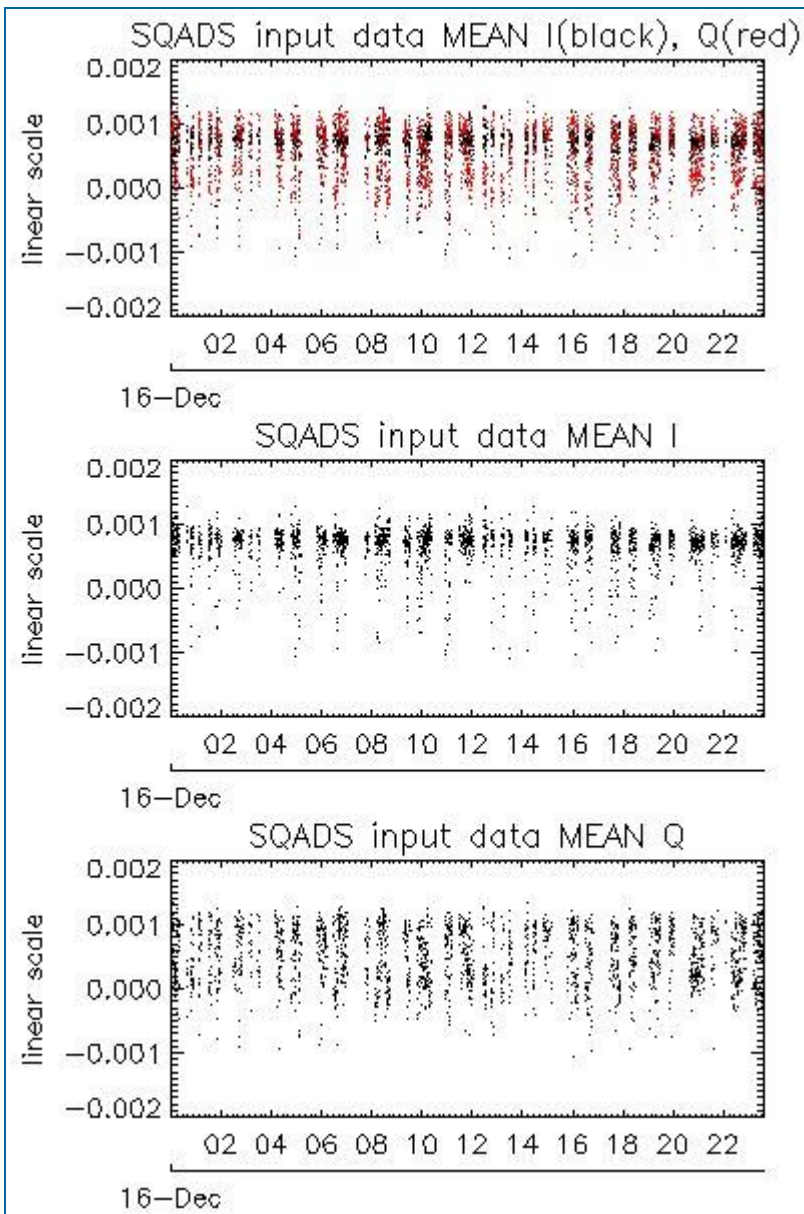 SQADS input data MEAN I(black), Q(red)
0.002
0.001
0.000
−0.001
−0.002
linear scale
02 04 06 08 10 12 14 16 18 20 22
16−Dec
SQADS input data MEAN I
0.002
0.001
0.000
−0.001
−0.002
linear scale
02 04 06 08 10 12 14 16 18 20 22
16−Dec
SQADS input data MEAN Q
0.002
0.001
0.000
−0.001
−0.002
linear scale
02 04 06 08 10 12 14 16 18 20 22
16−Dec